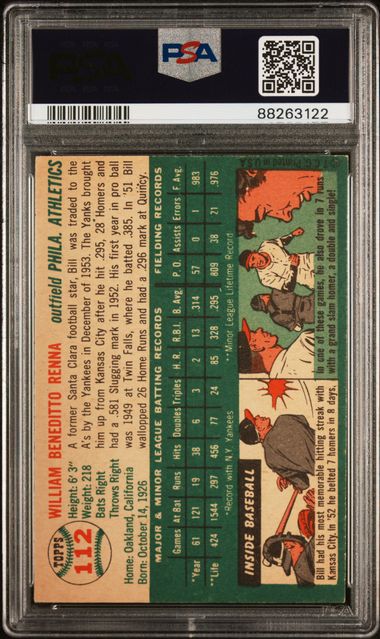 PSA
PSA
88263122
TOPPS
112
WILLIAM BENEDITTO RENNA
outfield PHILA. ATHLETICS
Height: 6' 3"
Weight: 218
Bats Right
Throws Right
Home: Oakland, California
Born: October 14, 1926
A former Santa Clara football star, Bill was traded to the
A's by the Yankees in December of 1953. The Yanks brought
him up from Kansas City after he hit .295, 28 Homers and
had a .581 Slugging mark in 1952. His first year in pro ball
was 1949 at Twin Falls, where he batted .385. In '51 Bill
walloped 26 Home Runs and had a .296 mark at Quincy.
MAJOR & MINOR LEAGUE BATTING RECORDS FIELDING RECORDS
Games At Bat Runs Hits Doubles Triples H.R. R.B.I. B. Avg. P.O. Assists Errors F. Avg.
*Year 61 121 19 38 6 3 2 13 .314 57 0 1 .983
**Life 424 1544 297 456 77 24 85 328 .295 809 38 21 .976
*Record with N.Y. Yankees **Minor League Lifetime Record
INSIDE BASEBALL
Bill had his most memorable hitting streak with
Kansas City. In '52 he belted 7 homers in 8 days.
In one of these games, he also drove in 7 runs
with a grand slam homer, a double and single!
T.C.G. Printed in U.S.A.